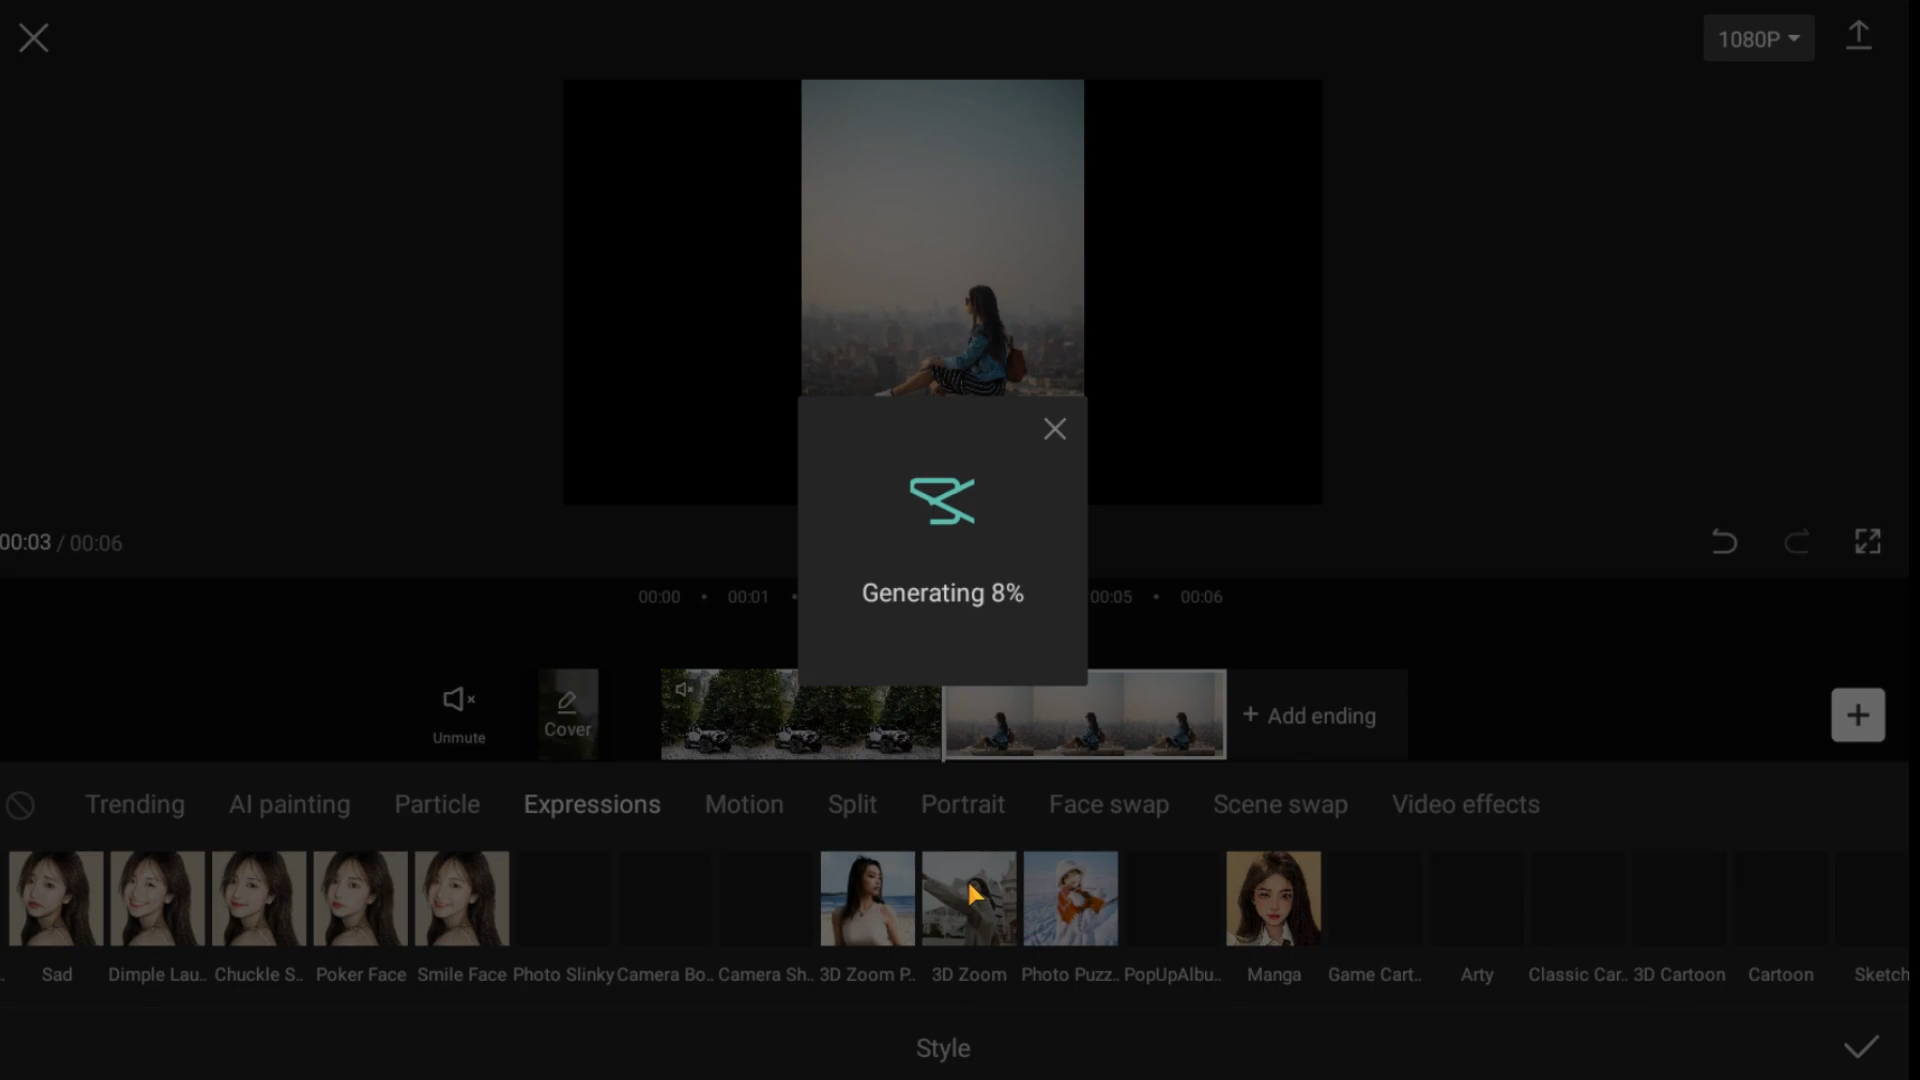 1080P
00:03 / 00:06
00:00 • 00:01 •
00:05 • 00:06
Generating 8%
Unmute
Cover
+ Add ending
Trending
AI painting
Particle
Expressions
Motion
Split
Portrait
Face swap
Scene swap
Video effects
Sad
Dimple Lau..
Chuckle S..
Poker Face
Smile Face
Photo Slinky
Camera Bo..
Camera Sh..
3D Zoom P..
3D Zoom
Photo Puzz..
PopUpAlbu..
Manga
Game Cart..
Arty
Classic Car..
3D Cartoon
Cartoon
Sketch
Style